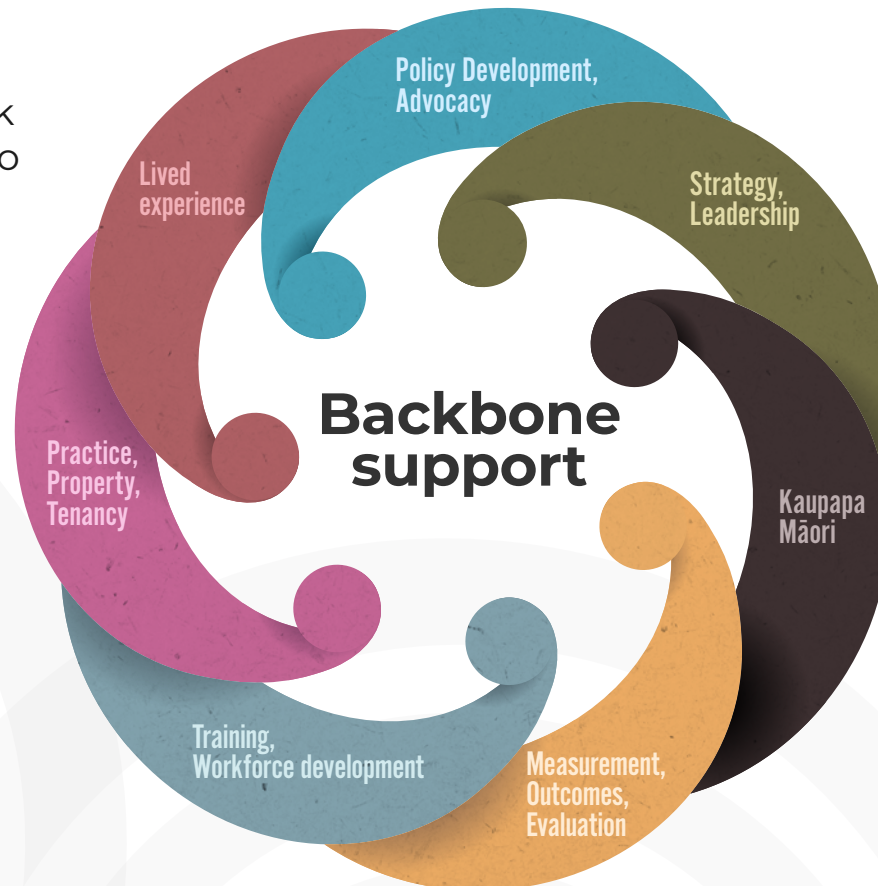 k
o
Policy Development,
Advocacy
Lived
experience
Strategy,
Leadership
Backbone
support
Practice,
Property,
Tenancy
Kaupapa
Māori
Training,
Workforce development
Measurement,
Outcomes,
Evaluation